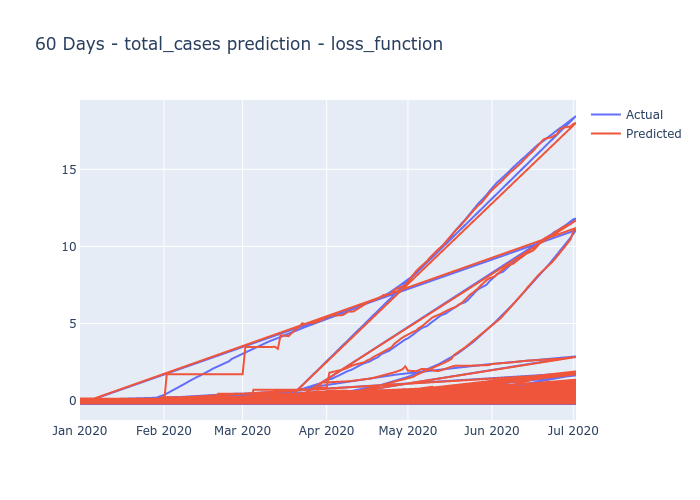 60 Days - total_cases prediction - loss_function
Actual
Predicted
15
10
5
0
Jan 2020 Feb 2020 Mar 2020 Apr 2020 May 2020 Jun 2020 Jul 2020